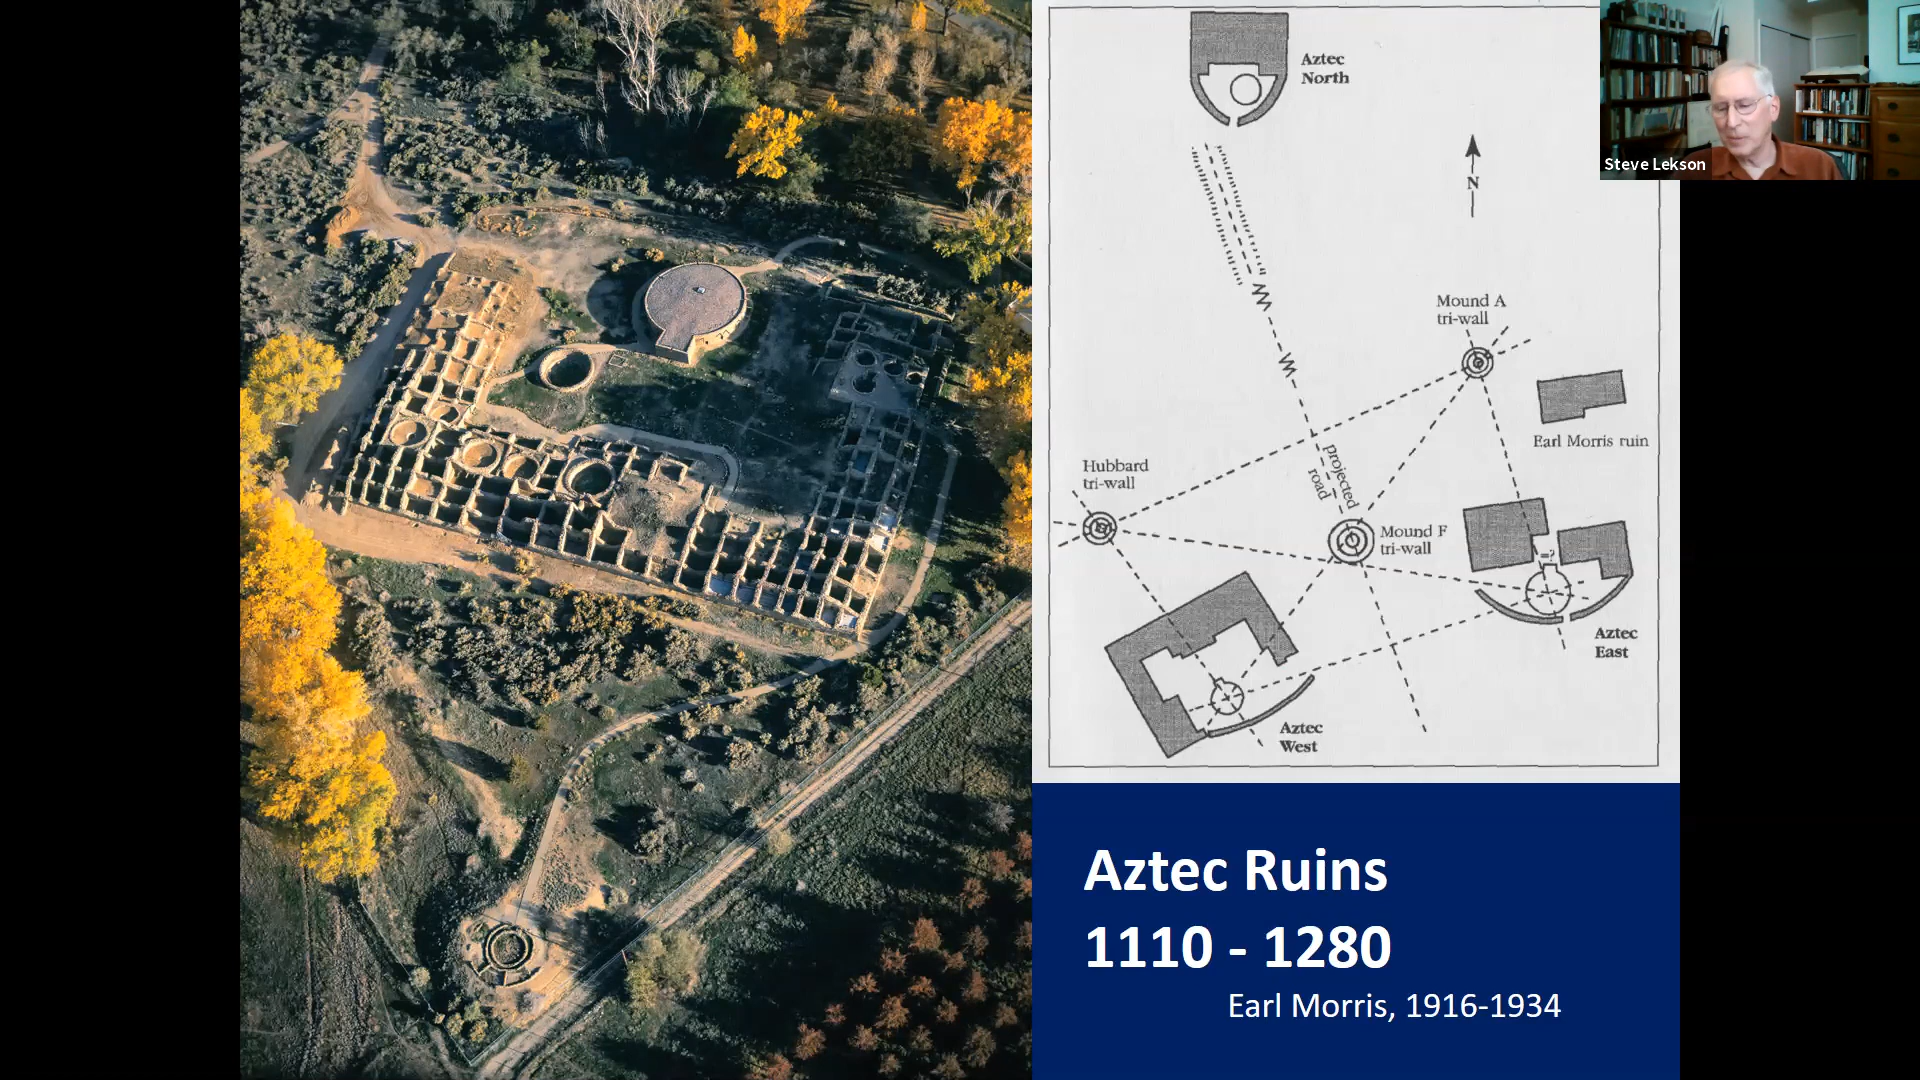 Aztec
North
N
Mound A
tri-wall
Earl Morris ruin
Hubbard
tri-wall
projected
road
Mound F
tri-wall
=?
Aztec
East
Aztec
West
Steve Lekson
Aztec Ruins
1110 - 1280
Earl Morris, 1916-1934